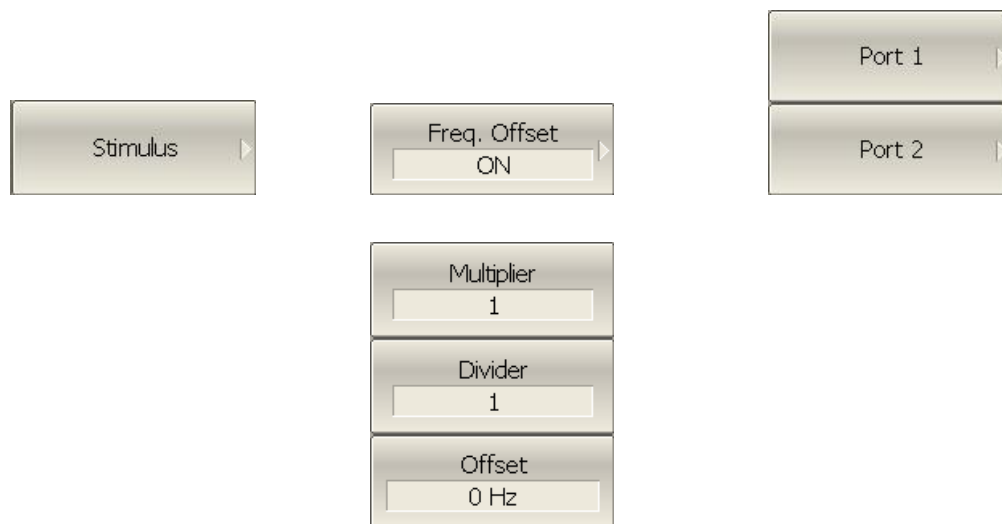 Stimulus
Freq. Offset
ON
Port 1
Port 2
Multiplier
1
Divider
1
Offset
0 Hz